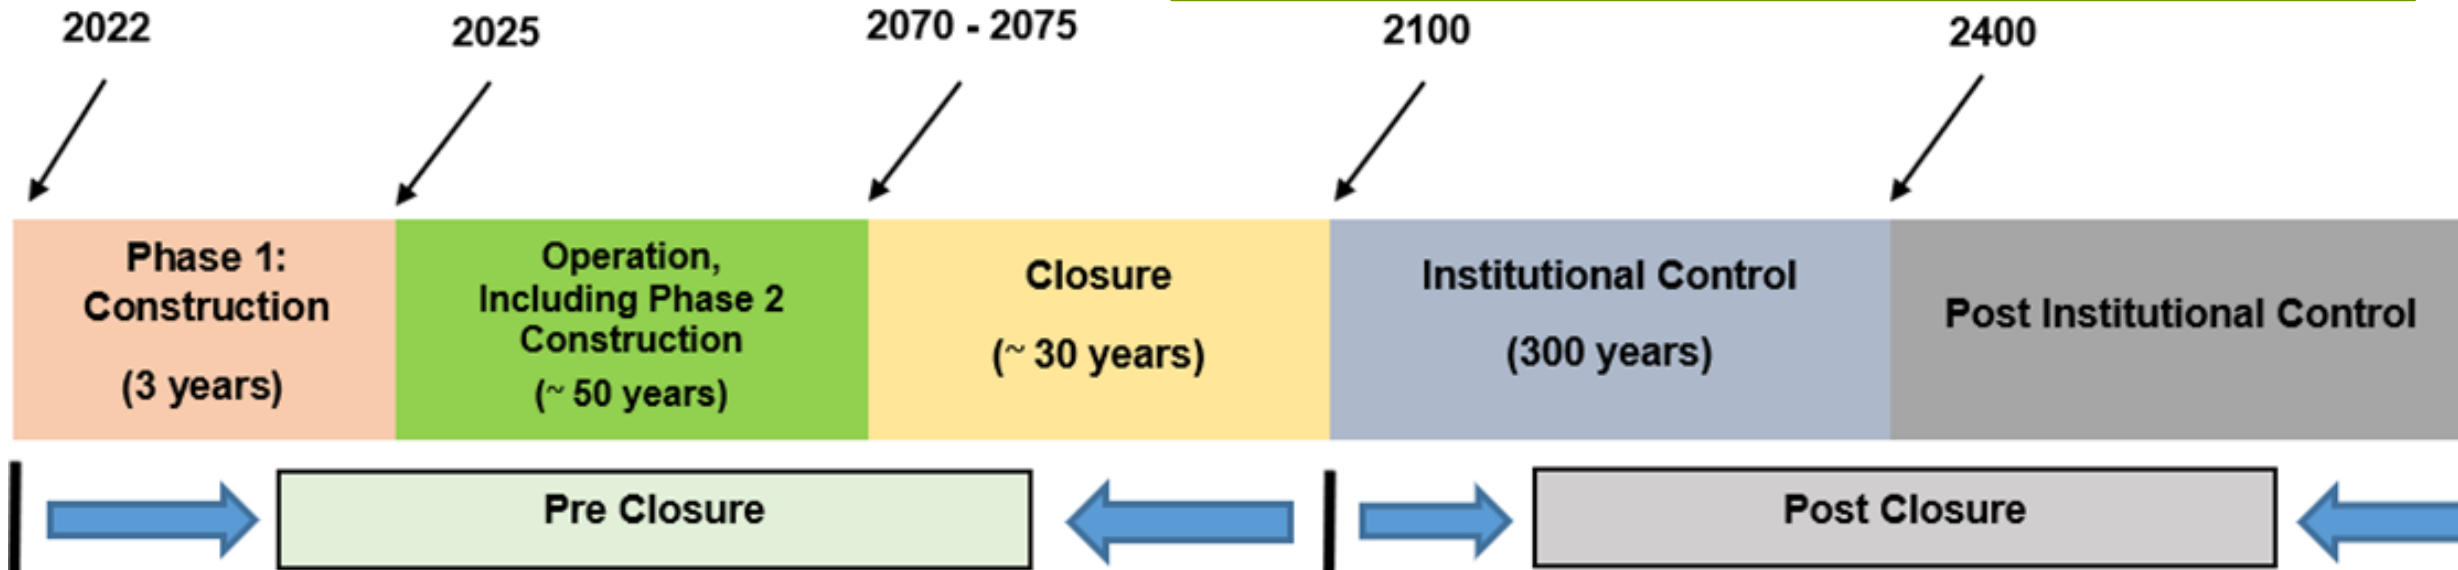 2022
2025
2070 - 2075
2100
2400
Phase 1:
Construction
(3 years)
Operation,
Including Phase 2
Construction
(~ 50 years)
Closure
(~ 30 years)
Institutional Control
(300 years)
Post Institutional Control
Pre Closure
Post Closure